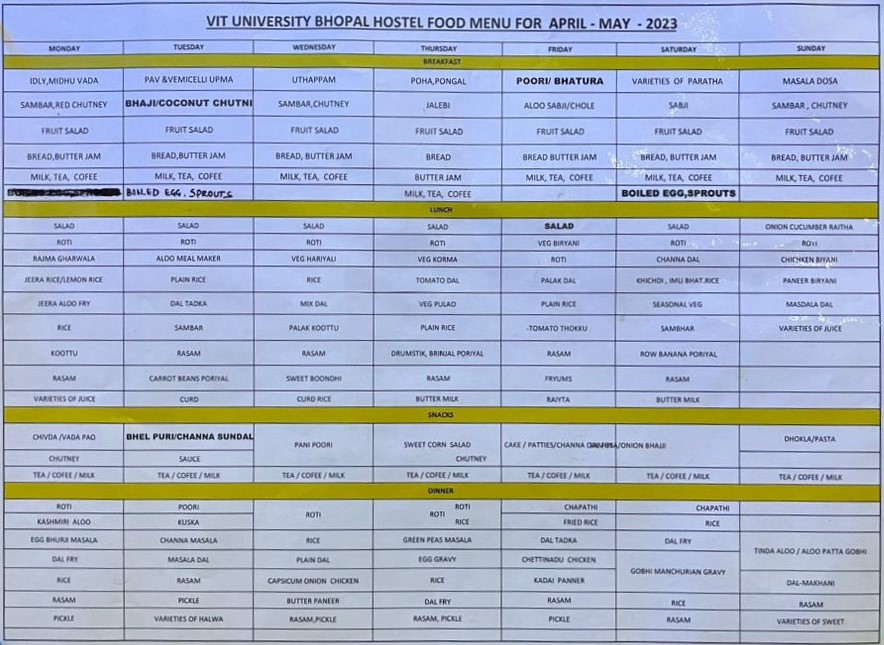 VIT UNIVERSITY BHOPAL HOSTEL FOOD MENU FOR APRIL - MAY - 2023
MONDAY TUESDAY WEDNESDAY THURSDAY FRIDAY SATURDAY SUNDAY
BREAKFAST
IDLY,MIDHU VADA PAV &VEMICELLI UPMA UTHAPPAM POHA,PONGAL POORI/ BHATURA VARIETIES OF PARATHA MASALA DOSA
SAMBAR,RED CHUTNEY BHAJI/COCONUT CHUTNI SAMBAR,CHUTNEY JALEBI ALOO SABJI/CHOLE SABJI SAMBAR , CHUTNEY
FRUIT SALAD FRUIT SALAD FRUIT SALAD FRUIT SALAD FRUIT SALAD FRUIT SALAD FRUIT SALAD
BREAD,BUTTER JAM BREAD,BUTTER JAM BREAD, BUTTER JAM BREAD BREAD BUTTER JAM BREAD, BUTTER JAM BREAD, BUTTER JAM
MILK, TEA, COFEE MILK, TEA, COFEE MILK, TEA, COFEE BUTTER JAM MILK, TEA, COFEE MILK, TEA, COFEE MILK, TEA, COFEE
BOILED EGG, SPROUTS MILK, TEA, COFEE BOILED EGG,SPROUTS
LUNCH
SALAD SALAD SALAD SALAD SALAD SALAD ONION CUCUMBER RAITHA
ROTI ROTI ROTI ROTI VEG BIRYANI ROTI ROTI
RAJMA GHARWALA ALOO MEAL MAKER VEG HARIYALI VEG KORMA ROTI CHANNA DAL CHICHKEN BIYANI
JEERA RICE/LEMON RICE PLAIN RICE RICE TOMATO DAL PALAK DAL KHICHDI , IMLI BHAT.RICE PANEER BIRYANI
JEERA ALOO FRY DAL TADKA MIX DAL VEG PULAO PLAIN RICE SEASONAL VEG MASDALA DAL
RICE SAMBAR PALAK KOOTTU PLAIN RICE -TOMATO THOKKU SAMBHAR VARIETIES OF JUICE
KOOTTU RASAM RASAM DRUMSTIK, BRINJAL PORIYAL RASAM ROW BANANA PORIYAL
RASAM CARROT BEANS PORIYAL SWEET BOONDHI RASAM FRYUMS RASAM
VARIETIES OF JUICE CURD CURD RICE BUTTER MILK RAIYTA BUTTER MILK
SNACKS
CHIVDA /VADA PAO BHEL PURI/CHANNA SUNDAL PANI POORI SWEET CORN SALAD CAKE / PATTIES/CHANNA /ONION BHAJJI DHOKLA/PASTA
CHUTNEY SAUCE CHUTNEY
TEA / COFEE / MILK TEA / COFEE / MILK TEA / COFEE / MILK TEA / COFEE / MILK TEA / COFEE / MILK TEA / COFEE / MILK TEA / COFEE / MILK
DINNER
ROTI POORI ROTI ROTI CHAPATHI CHAPATHI
KASHMIRI ALOO KUSKA RICE FRIED RICE RICE
EGG BHURJI MASALA CHANNA MASALA RICE GREEN PEAS MASALA DAL TADKA DAL FRY TINDA ALOO / ALOO PATTA GOBHI
DAL FRY MASALA DAL PLAIN DAL EGG GRAVY CHETTINADU CHICKEN GOBHI MANCHURIAN GRAVY
RICE RASAM CAPSICUM ONION CHICKEN RICE KADAI PANNER DAL-MAKHANI
RASAM PICKLE BUTTER PANEER DAL FRY RASAM RICE RASAM
PICKLE VARIETIES OF HALWA RASAM,PICKLE RASAM, PICKLE PICKLE RASAM VARIETIES OF SWEET